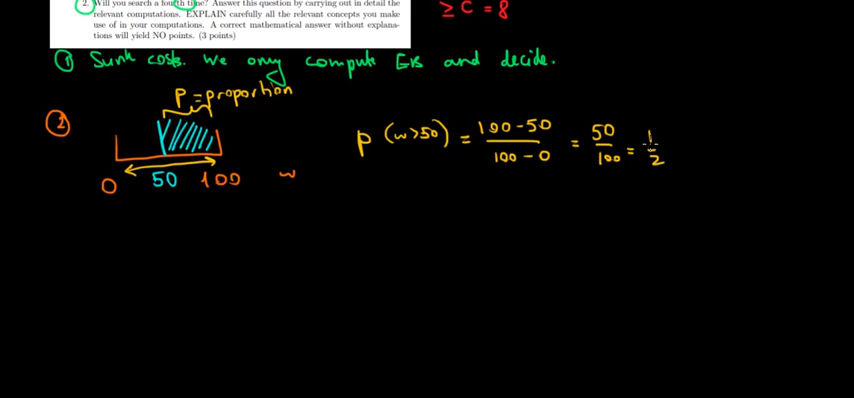 2. Will you search a fourth time? Answer this question by carrying out in detail the
relevant computations. EXPLAIN carefully all the relevant concepts you make
use of in your computations. A correct mathematical answer without explana-
tions will yield NO points. (3 points)
≥ C = 8
① Sunk costs. We only compute EB and decide.
P = proportion
②
0 50 100 w
P (w>50) = 100-50 / 100-0 = 50/100 = 1/2